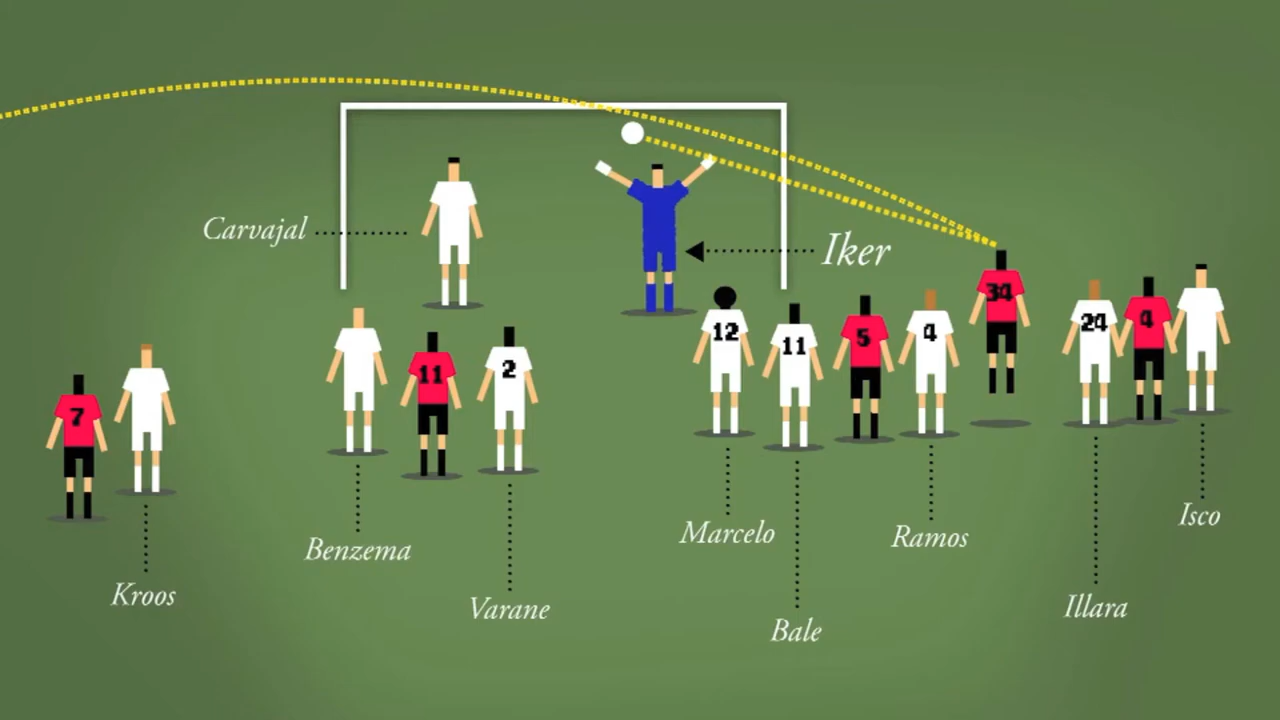 Carvajal
Iker
34
12
11
5
4
24
4
11
2
7
Isco
Marcelo
Ramos
Benzema
Kroos
Varane
Illara
Bale